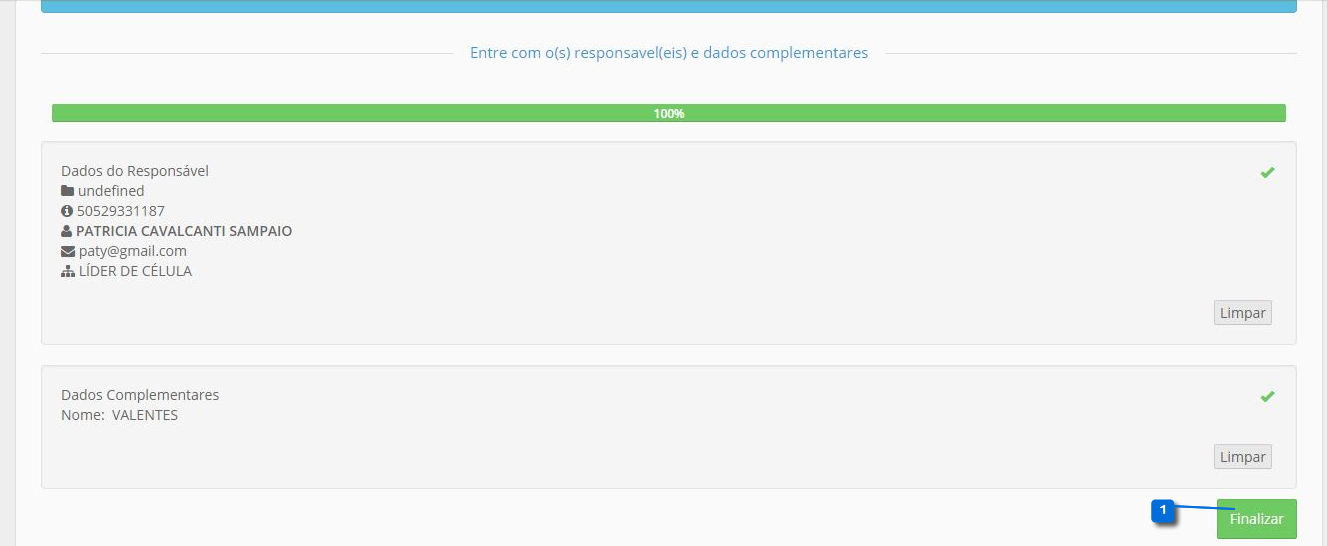 Entre com o(s) responsavel(eis) e dados complementares
100%
Dados do Responsável
undefined
50529331187
PATRICIA CAVALCANTI SAMPAIO
paty@gmail.com
LÍDER DE CÉLULA
Limpar
Dados Complementares
Nome: VALENTES
Limpar
1
Finalizar